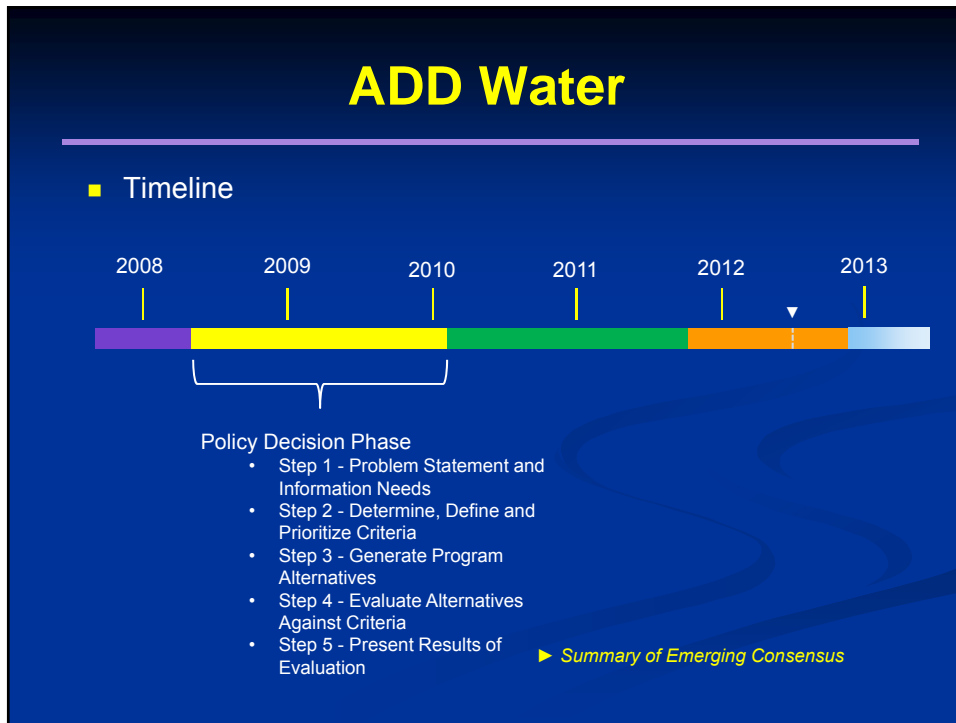 ADD Water
■ Timeline
2008 2009 2010 2011 2012 2013
▼
Policy Decision Phase
• Step 1 - Problem Statement and
Information Needs
• Step 2 - Determine, Define and
Prioritize Criteria
• Step 3 - Generate Program
Alternatives
• Step 4 - Evaluate Alternatives
Against Criteria
• Step 5 - Present Results of
Evaluation
► Summary of Emerging Consensus